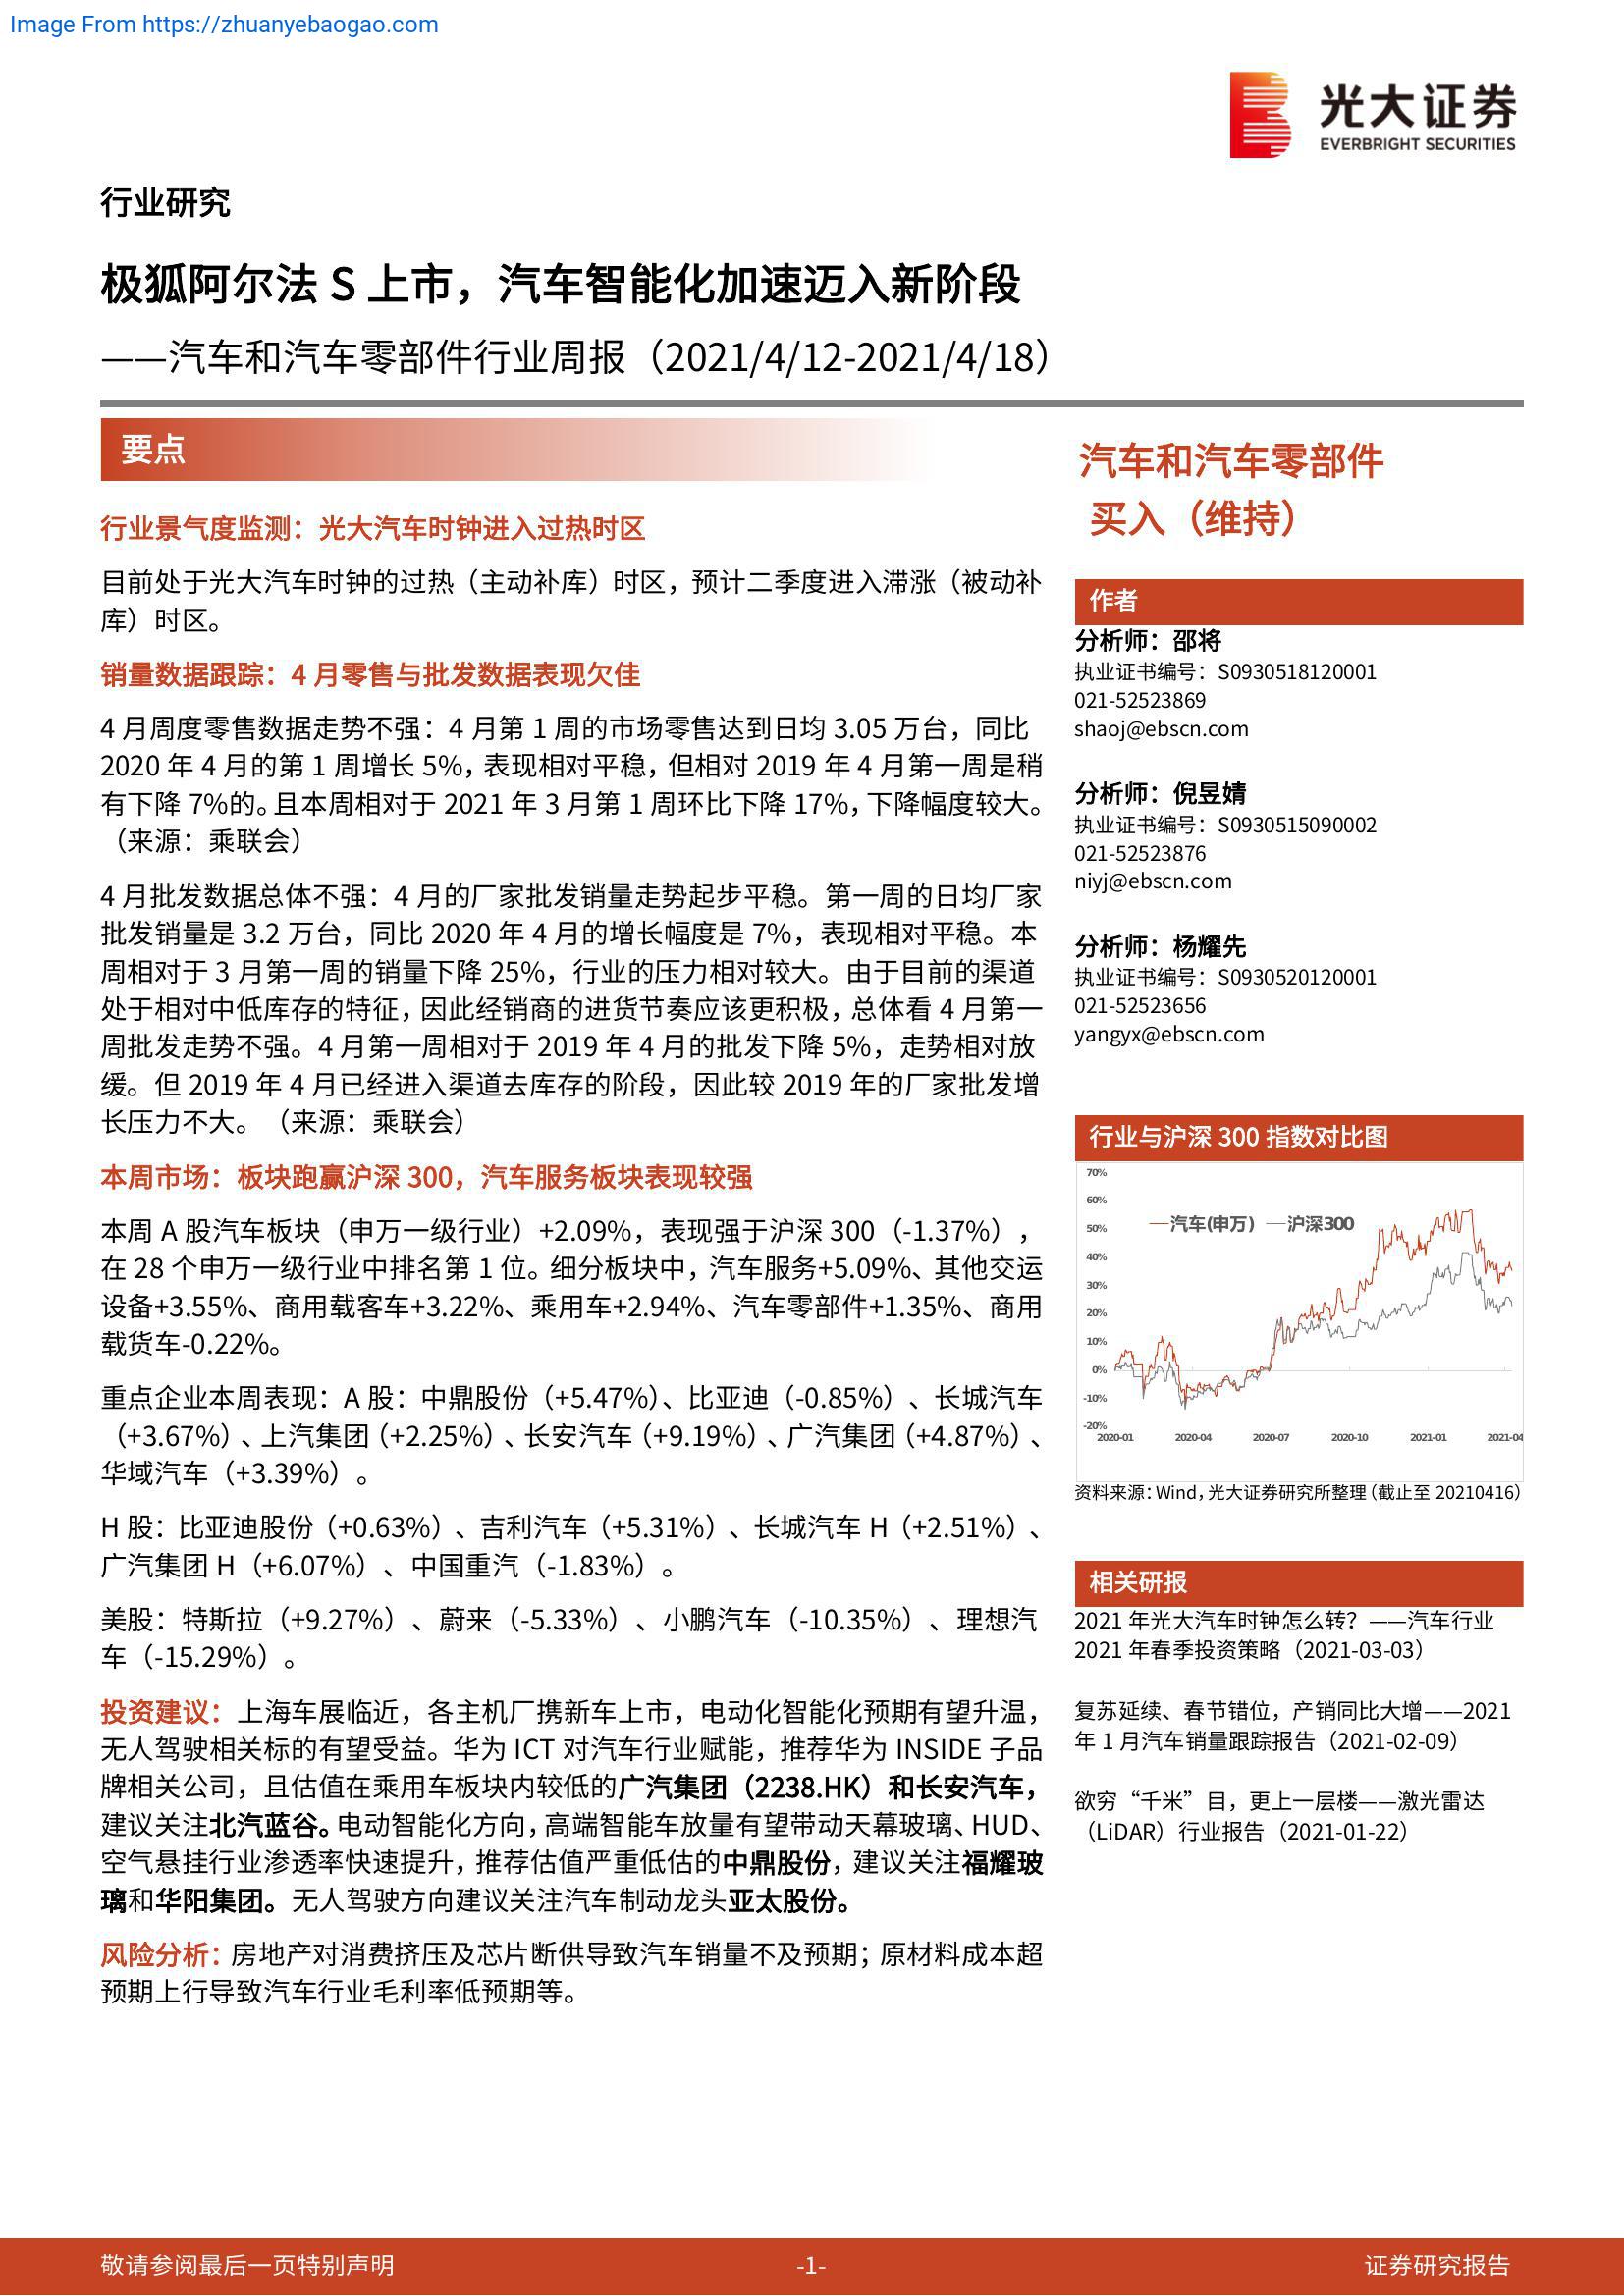 Image From https://zhuanyebaogao.com
光大证券
EVERBRIGHT SECURITIES
行业研究
极狐阿尔法 S 上市，汽车智能化加速迈入新阶段
——汽车和汽车零部件行业周报（2021/4/12-2021/4/18）
要点
行业景气度监测：光大汽车时钟进入过热时区
目前处于光大汽车时钟的过热（主动补库）时区，预计二季度进入滞涨（被动补
库）时区。
销量数据跟踪：4 月零售与批发数据表现欠佳
4 月周度零售数据走势不强：4 月第 1 周的市场零售达到日均 3.05 万台，同比
2020 年 4 月的第 1 周增长 5%，表现相对平稳，但相对 2019 年 4 月第一周是稍
有下降 7%的。且本周相对于 2021 年 3 月第 1 周环比下降 17%，下降幅度较大。
（来源：乘联会）
4 月批发数据总体不强：4 月的厂家批发销量走势起步平稳。第一周的日均厂家
批发销量是 3.2 万台，同比 2020 年 4 月的增长幅度是 7%，表现相对平稳。本
周相对于 3 月第一周的销量下降 25%，行业的压力相对较大。由于目前的渠道
处于相对中低库存的特征，因此经销商的进货节奏应该更积极，总体看 4 月第一
周批发走势不强。4 月第一周相对于 2019 年 4 月的批发下降 5%，走势相对放
缓。但 2019 年 4 月已经进入渠道去库存的阶段，因此较 2019 年的厂家批发增
长压力不大。（来源：乘联会）
本周市场：板块跑赢沪深 300，汽车服务板块表现较强
本周 A 股汽车板块（申万一级行业）+2.09%，表现强于沪深 300（-1.37%），
在 28 个申万一级行业中排名第 1 位。细分板块中，汽车服务+5.09%、其他交运
设备+3.55%、商用载客车+3.22%、乘用车+2.94%、汽车零部件+1.35%、商用
载货车-0.22%。
重点企业本周表现：A 股：中鼎股份（+5.47%）、比亚迪（-0.85%）、长城汽车
（+3.67%）、上汽集团（+2.25%）、长安汽车（+9.19%）、广汽集团（+4.87%）、
华域汽车（+3.39%）。
H 股：比亚迪股份（+0.63%）、吉利汽车（+5.31%）、长城汽车 H（+2.51%）、
广汽集团 H（+6.07%）、中国重汽（-1.83%）。
美股：特斯拉（+9.27%）、蔚来（-5.33%）、小鹏汽车（-10.35%）、理想汽
车（-15.29%）。
投资建议：上海车展临近，各主机厂携新车上市，电动化智能化预期有望升温，
无人驾驶相关标的有望受益。华为 ICT 对汽车行业赋能，推荐华为 INSIDE 子品
牌相关公司，且估值在乘用车板块内较低的广汽集团（2238.HK）和长安汽车，
建议关注北汽蓝谷。电动智能化方向，高端智能车放量有望带动天幕玻璃、HUD、
空气悬挂行业渗透率快速提升，推荐估值严重低估的中鼎股份，建议关注福耀玻
璃和华阳集团。无人驾驶方向建议关注汽车制动龙头亚太股份。
风险分析：房地产对消费挤压及芯片断供导致汽车销量不及预期；原材料成本超
预期上行导致汽车行业毛利率低预期等。
汽车和汽车零部件
买入（维持）
作者
分析师：邵将
执业证书编号：S0930518120001
021-52523869
shaoj@ebscn.com
分析师：倪昱婧
执业证书编号：S0930515090002
021-52523876
niyj@ebscn.com
分析师：杨耀先
执业证书编号：S0930520120001
021-52523656
yangyx@ebscn.com
行业与沪深 300 指数对比图
70%
60%
50%
40%
30%
20%
10%
0%
-10%
-20%
汽车(申万) 沪深300
2020-01 2020-04 2020-07 2020-10 2021-01 2021-04
资料来源：Wind，光大证券研究所整理（截止至 20210416）
相关研报
2021 年光大汽车时钟怎么转？——汽车行业
2021 年春季投资策略（2021-03-03）
复苏延续、春节错位，产销同比大增——2021
年 1 月汽车销量跟踪报告（2021-02-09）
欲穷“千米”目，更上一层楼——激光雷达
（LiDAR）行业报告（2021-01-22）
敬请参阅最后一页特别声明
-1-
证券研究报告